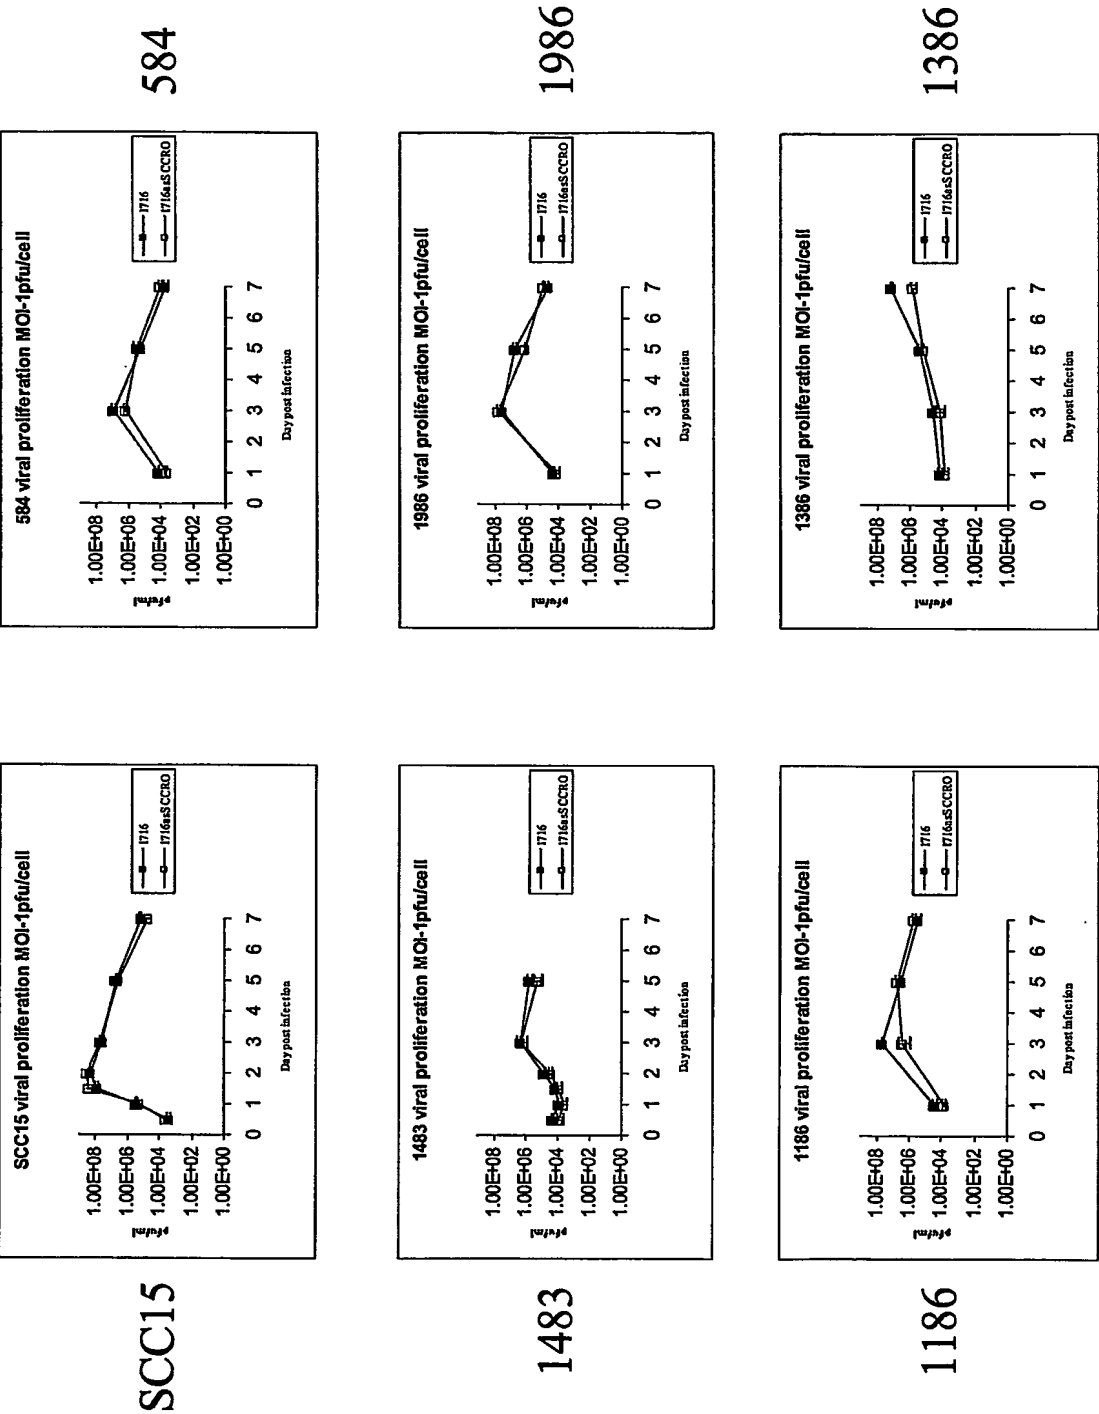 SCC15
SCC15 viral proliferation MOI-1pfu/cell
pfu/ml
1.00E+08
1.00E+06
1.00E+04
1.00E+02
1.00E+00
0 1 2 3 4 5 6 7
Day post infection
1716
1716asSCCRO
584 viral proliferation MOI-1pfu/cell
pfu/ml
1.00E+08
1.00E+06
1.00E+04
1.00E+02
1.00E+00
0 1 2 3 4 5 6 7
Day post infection
1716
1716asSCCRO
584
1483
1483 viral proliferation MOI-1pfu/cell
pfu/ml
1.00E+08
1.00E+06
1.00E+04
1.00E+02
1.00E+00
0 1 2 3 4 5 6 7
Day post infection
1716
1716asSCCRO
1986 viral proliferation MOI-1pfu/cell
pfu/ml
1.00E+08
1.00E+06
1.00E+04
1.00E+02
1.00E+00
0 1 2 3 4 5 6 7
Day post infection
1716
1716asSCCRO
1986
1186
1186 viral proliferation MOI-1pfu/cell
pfu/ml
1.00E+08
1.00E+06
1.00E+04
1.00E+02
1.00E+00
0 1 2 3 4 5 6 7
Day post infection
1716
1716asSCCRO
1386 viral proliferation MOI-1pfu/cell
pfu/ml
1.00E+08
1.00E+06
1.00E+04
1.00E+02
1.00E+00
0 1 2 3 4 5 6 7
Day post infection
1716
1716asSCCRO
1386